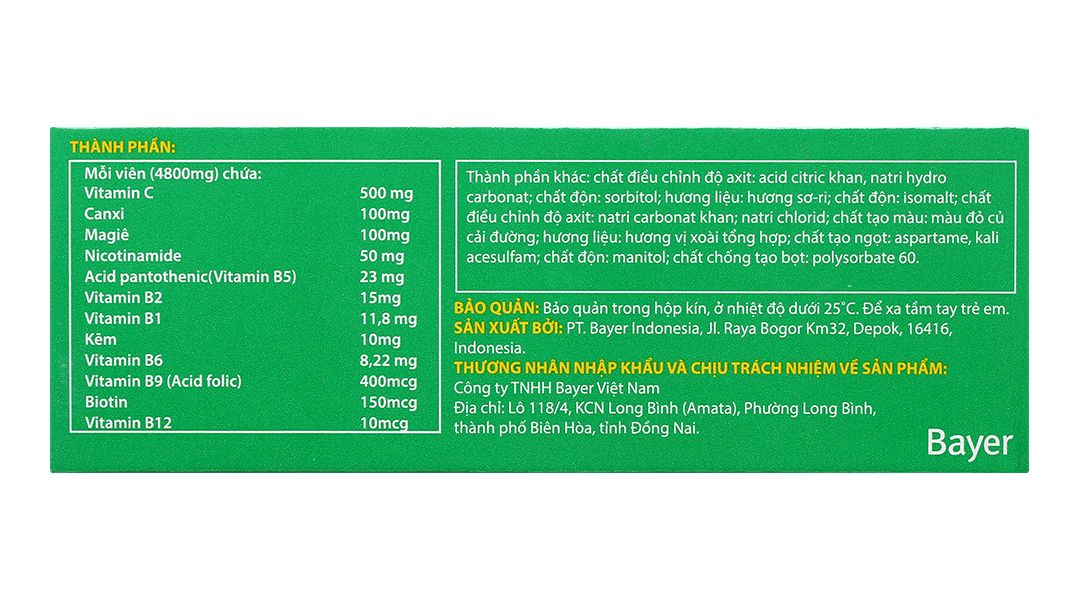 THÀNH PHẦN:
Mỗi viên (4800mg) chứa:
Vitamin C 500 mg
Canxi 100mg
Magiê 100mg
Nicotinamide 50 mg
Acid pantothenic(Vitamin B5) 23 mg
Vitamin B2 15mg
Vitamin B1 11,8 mg
Kẽm 10mg
Vitamin B6 8,22 mg
Vitamin B9 (Acid folic) 400mcg
Biotin 150mcg
Vitamin B12 10mcg
Thành phần khác: chất điều chỉnh độ axit: acid citric khan, natri hydro
carbonat; chất độn: sorbitol; hương liệu: hương sơ-ri; chất độn: isomalt; chất
điều chỉnh độ axit: natri carbonat khan; natri chlorid; chất tạo màu: màu đỏ củ
cải đường; hương liệu: hương vị xoài tổng hợp; chất tạo ngọt: aspartame, kali
acesulfam; chất độn: manitol; chất chống tạo bọt: polysorbate 60.
BẢO QUẢN: Bảo quản trong hộp kín, ở nhiệt độ dưới 25˚C. Để xa tầm tay trẻ em.
SẢN XUẤT BỞI: PT. Bayer Indonesia, Jl. Raya Bogor Km32, Depok, 16416,
Indonesia.
THƯƠNG NHÂN NHẬP KHẨU VÀ CHỊU TRÁCH NHIỆM VỀ SẢN PHẨM:
Công ty TNHH Bayer Việt Nam
Địa chỉ: Lô 118/4, KCN Long Bình (Amata), Phường Long Bình,
thành phố Biên Hòa, tỉnh Đồng Nai.
Bayer